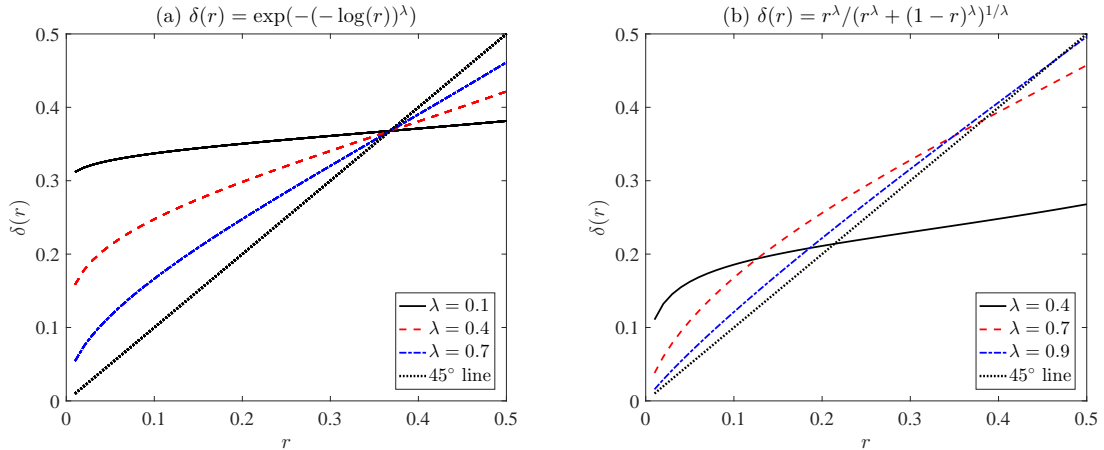 (a) δ(r) = exp(−(− log(r))^λ)
0.5
0.4
0.3
0.2
0.1
0
δ(r)
λ = 0.1
λ = 0.4
λ = 0.7
45° line
0 0.1 0.2 0.3 0.4 0.5
r
(b) δ(r) = r^λ/(r^λ + (1 − r)^λ)^{1/λ}
0.5
0.4
0.3
0.2
0.1
0
δ(r)
λ = 0.4
λ = 0.7
λ = 0.9
45° line
0 0.1 0.2 0.3 0.4 0.5
r